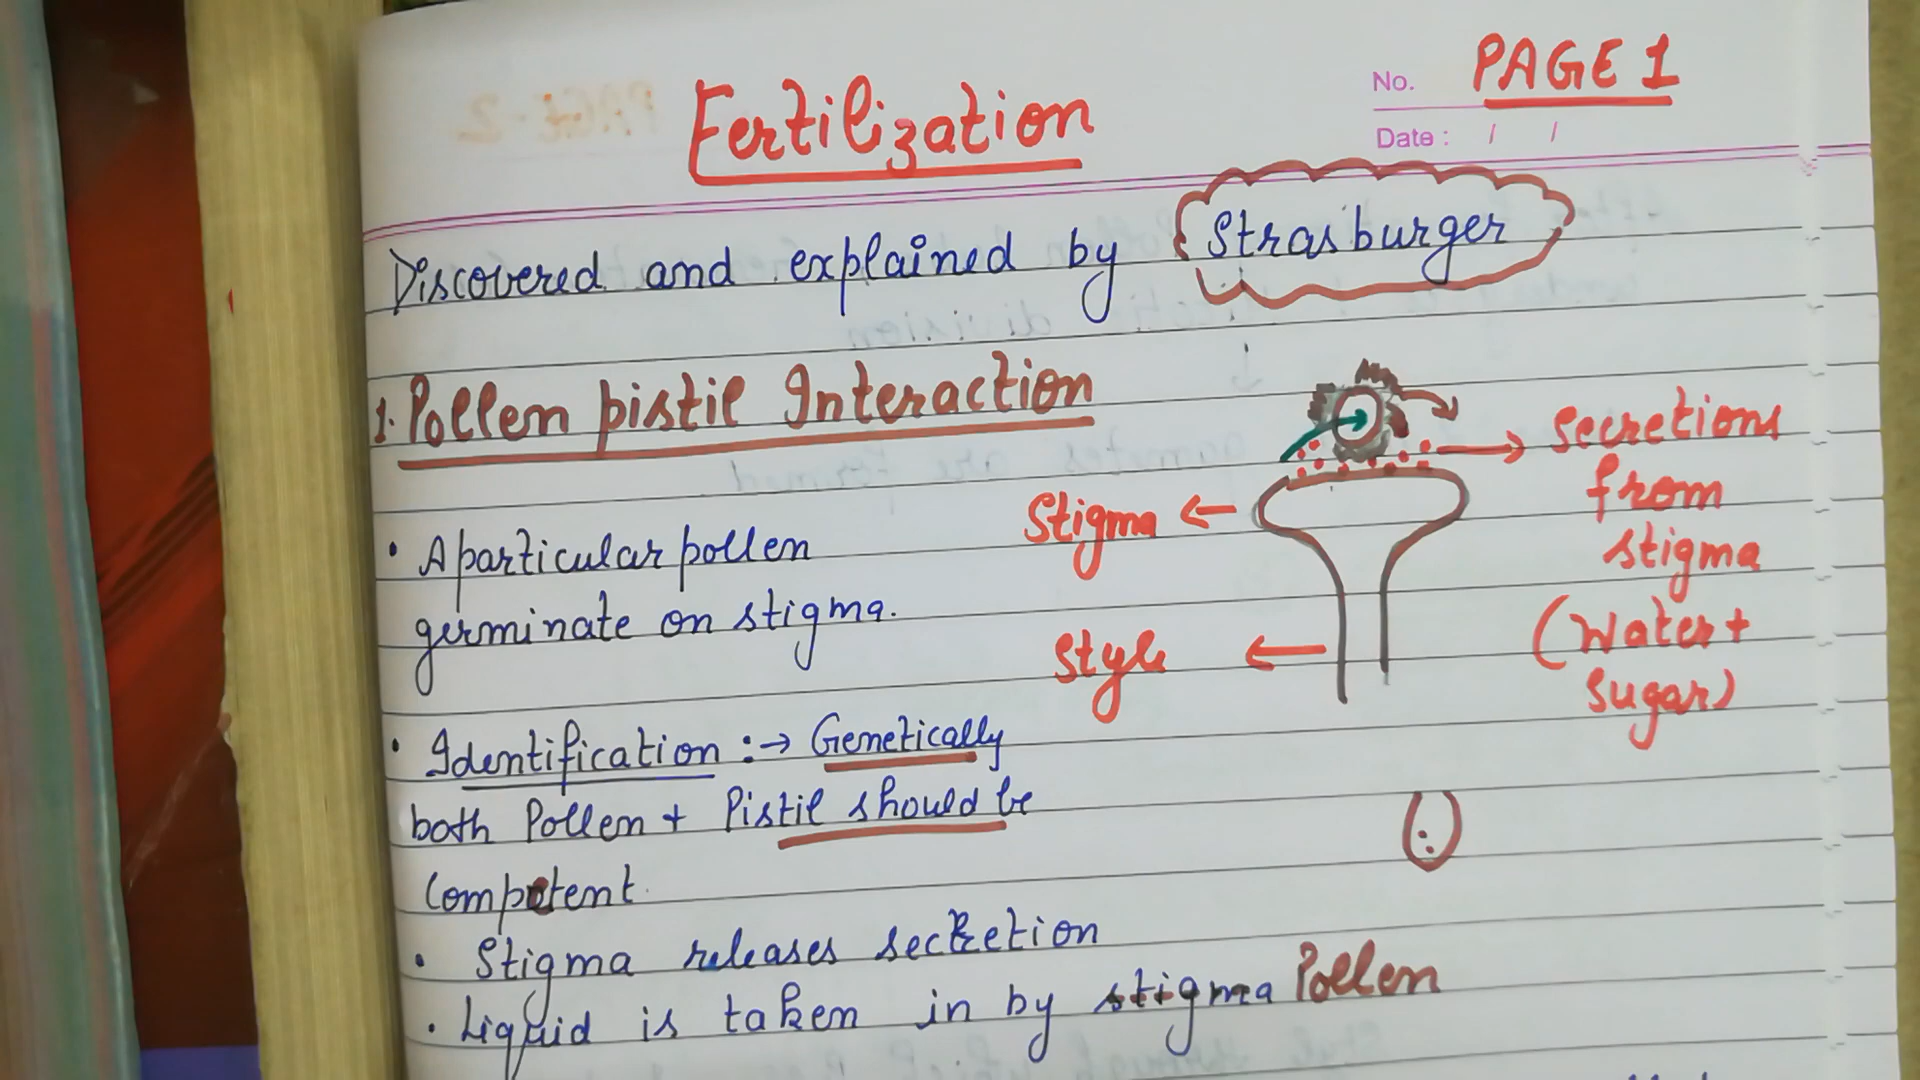 No. PAGE 1
Fertilization
Date : / /
Discovered and explained by Strasburger
1. Pollen pistil Interaction
• A particular pollen
germinate on stigma.
secretions
from
stigma
(Water +
sugar)
Stigma
Style
• Identification :→ Genetically
both Pollen + Pistil should be
Competent.
• Stigma releases secretion
• Liquid is taken in by stigma Pollen